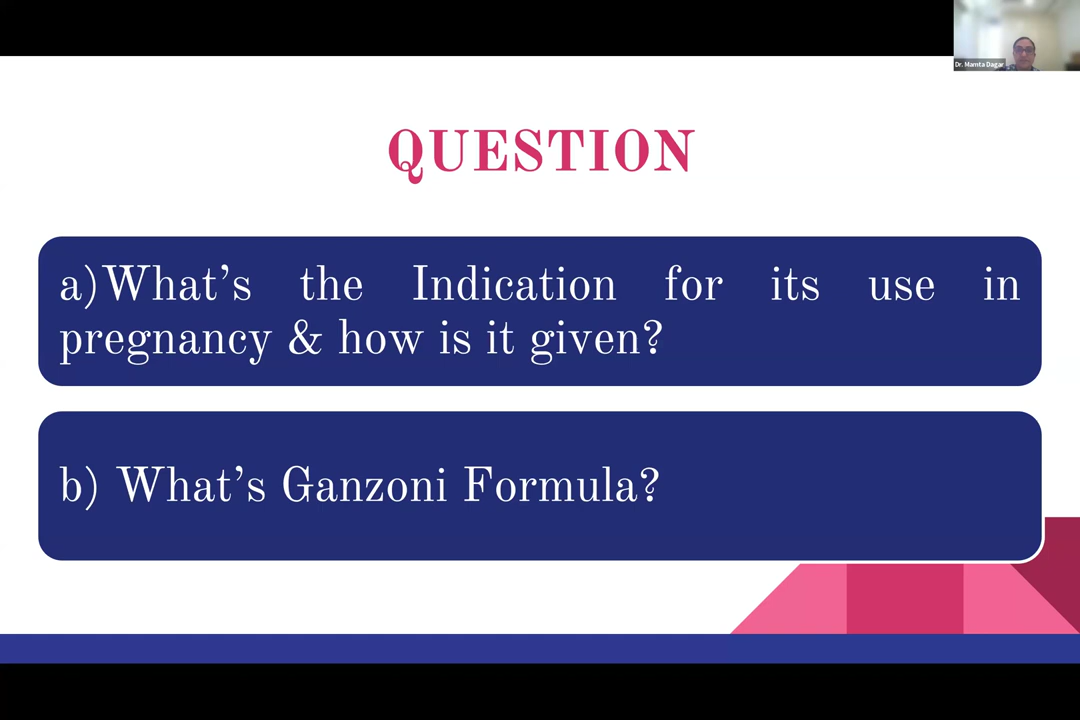 Dr. Mamta Dagar
QUESTION
a)What's the Indication for its use in
pregnancy & how is it given?
b) What's Ganzoni Formula?